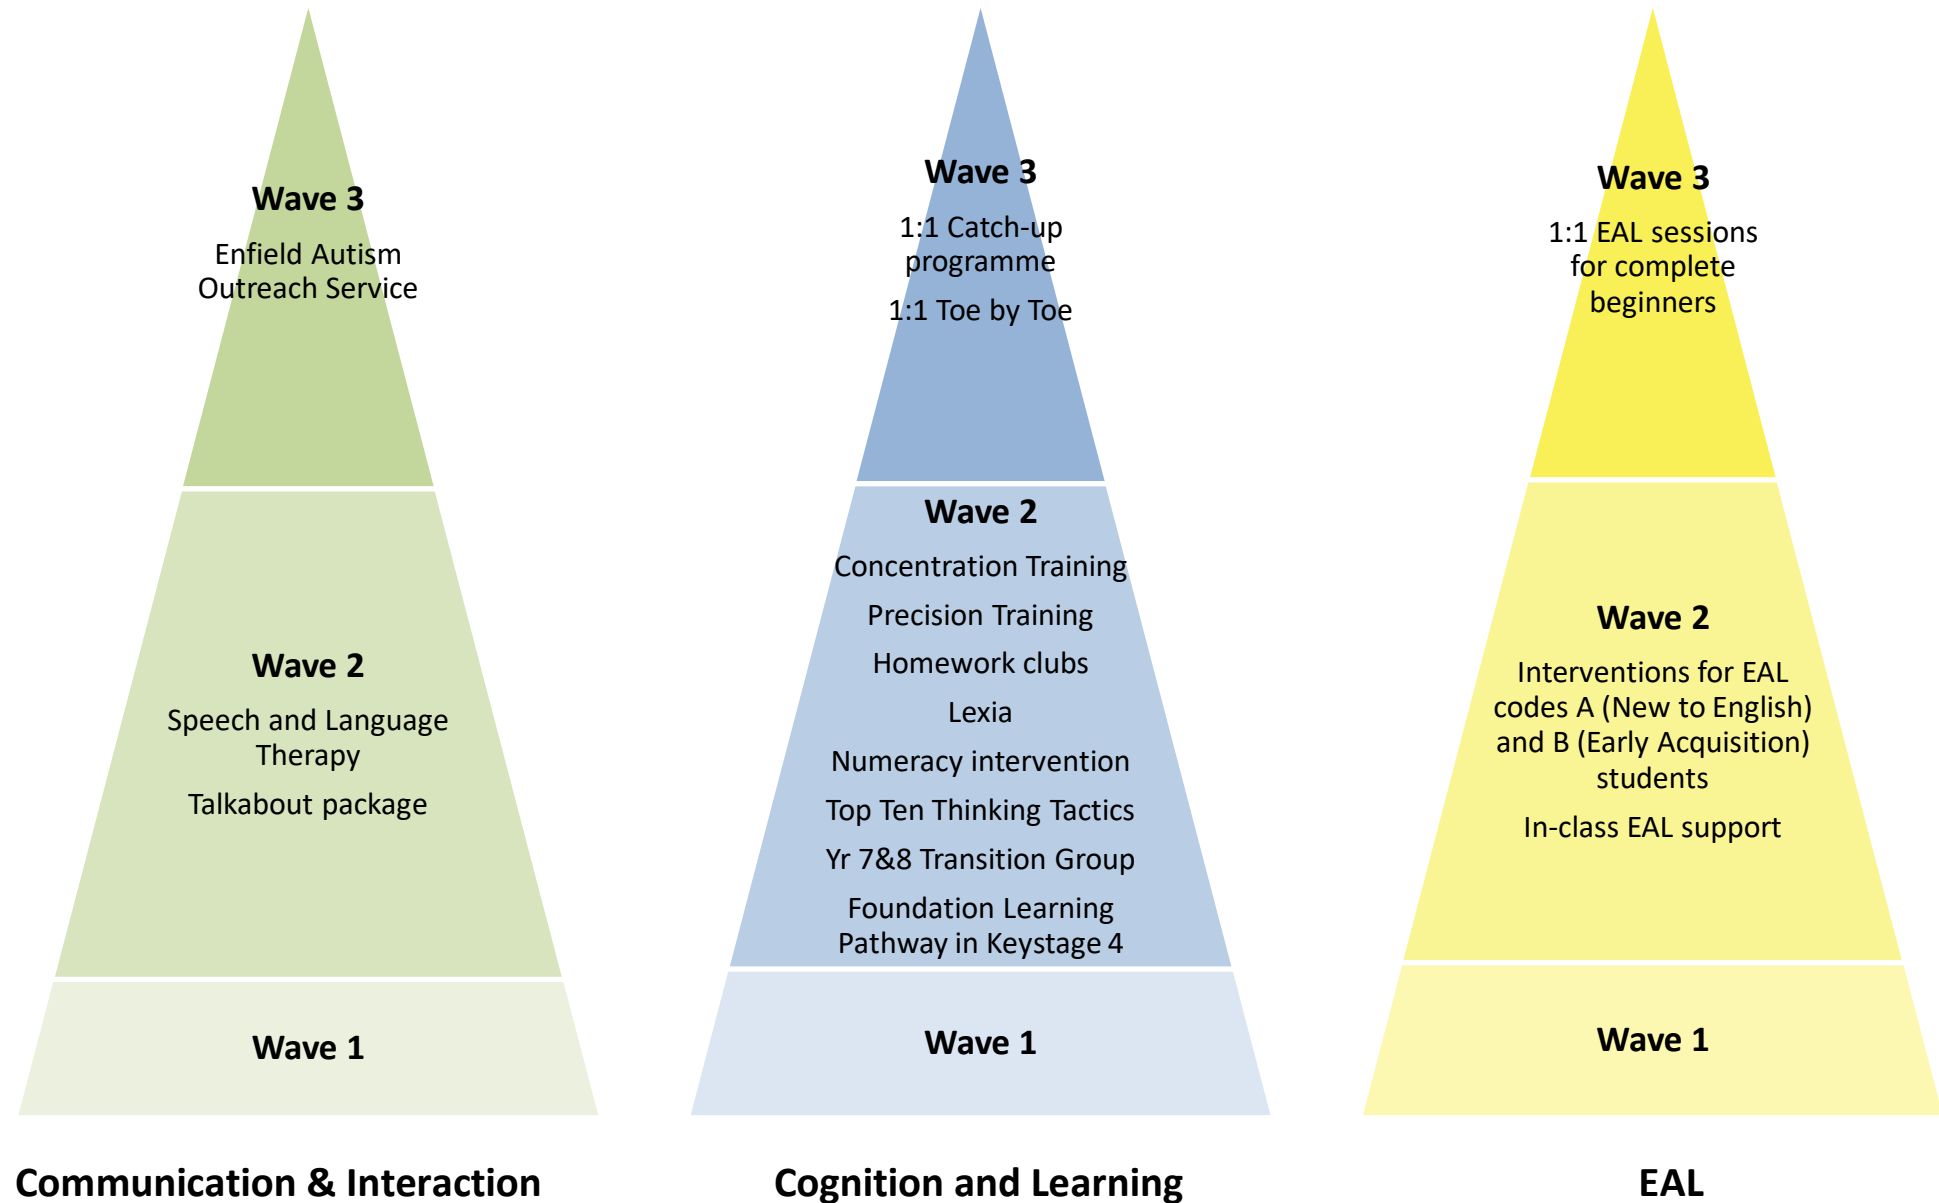 Wave 3
Enfield Autism
Outreach Service
Wave 2
Speech and Language
Therapy
Talkabout package
Wave 1
Communication & Interaction
Wave 3
1:1 Catch-up
programme
1:1 Toe by Toe
Wave 2
Concentration Training
Precision Training
Homework clubs
Lexia
Numeracy intervention
Top Ten Thinking Tactics
Yr 7&8 Transition Group
Foundation Learning
Pathway in Keystage 4
Wave 1
Cognition and Learning
Wave 3
1:1 EAL sessions
for complete
beginners
Wave 2
Interventions for EAL
codes A (New to English)
and B (Early Acquisition)
students
In-class EAL support
Wave 1
EAL